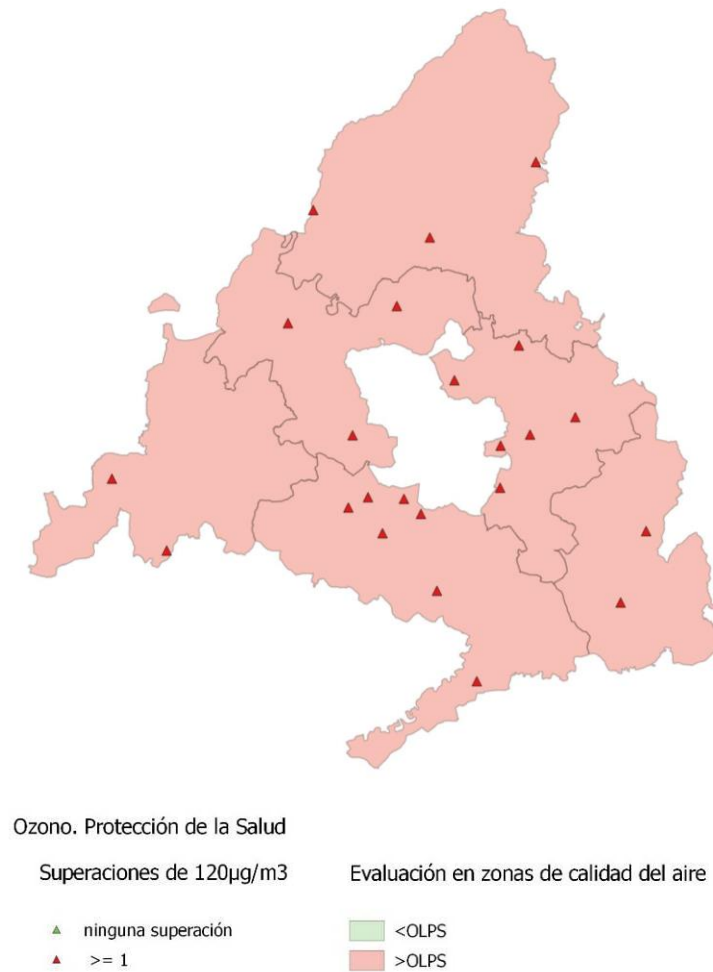 Ozono. Protección de la Salud
Superaciones de 120µg/m3
Evaluación en zonas de calidad del aire
ninguna superación
<OLPS
>= 1
>OLPS